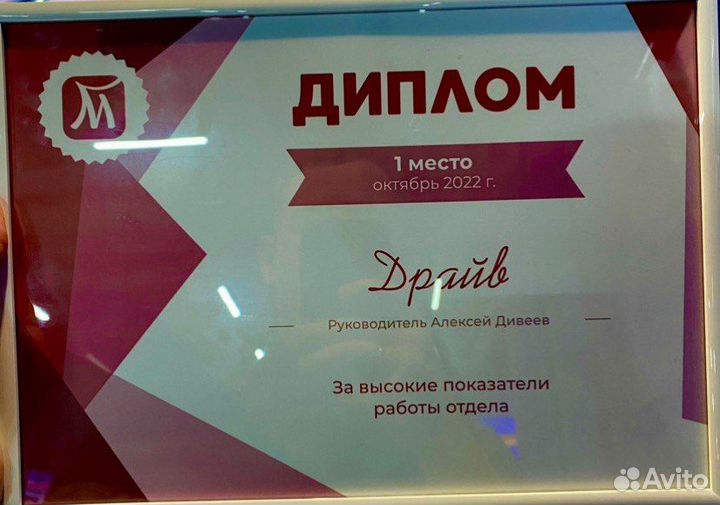 М
ДИПЛОМ
1 место
октябрь 2022 г.
Драйв
Руководитель Алексей Дивеев
За высокие показатели
работы отдела
Avito